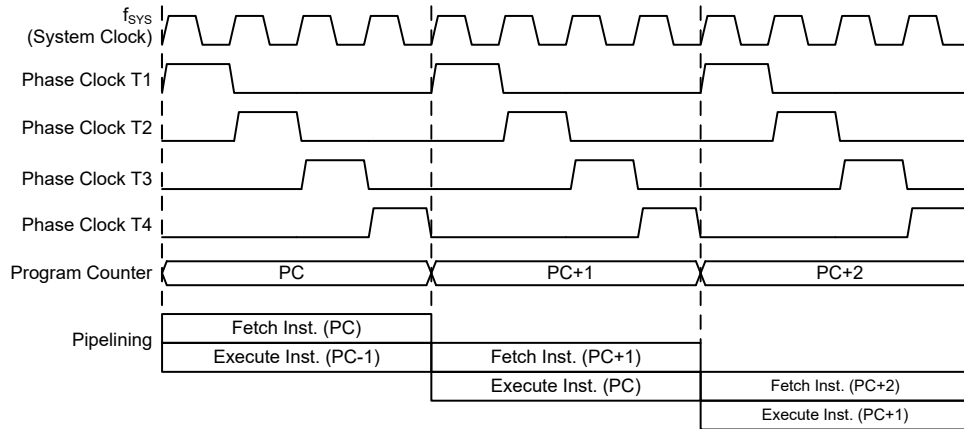 fSYS
(System Clock)
Phase Clock T1
Phase Clock T2
Phase Clock T3
Phase Clock T4
Program Counter PC PC+1 PC+2
Pipelining
Fetch Inst. (PC)
Execute Inst. (PC-1) Fetch Inst. (PC+1)
Execute Inst. (PC) Fetch Inst. (PC+2)
Execute Inst. (PC+1)